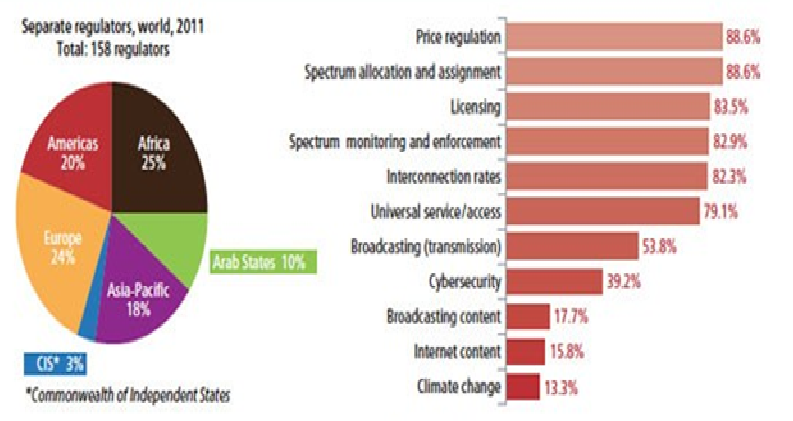 Separate regulators, world, 2011
Total: 158 regulators
Americas
20%
Africa
25%
Europe
24%
Arab States 10%
Asia-Pacific
18%
CIS* 3%
*Commonwealth of Independent States
Price regulation 88.6%
Spectrum allocation and assignment 88.6%
Licensing 83.5%
Spectrum monitoring and enforcement 82.9%
Interconnection rates 82.3%
Universal service/access 79.1%
Broadcasting (transmission) 53.8%
Cybersecurity 39.2%
Broadcasting content 17.7%
Internet content 15.8%
Climate change 13.3%